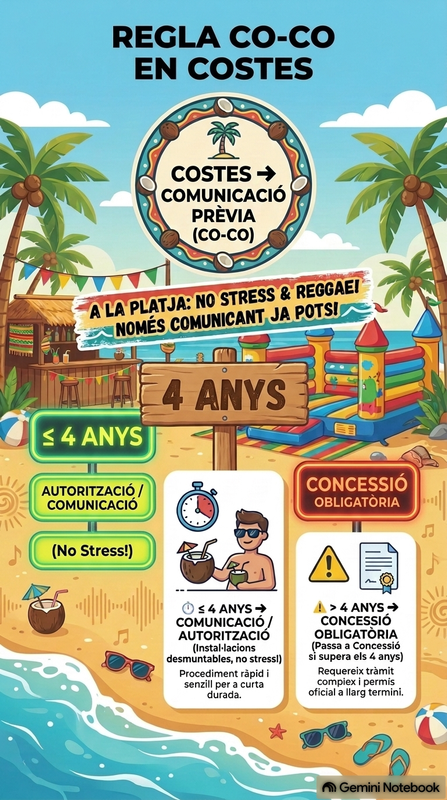 REGLA CO-CO
EN COSTES
COSTES →
COMUNICACIÓ
PRÈVIA
(CO-CO)
A LA PLATJA: NO STRESS & REGGAE!
NOMÉS COMUNICANT JA POTS!
4 ANYS
≤ 4 ANYS
AUTORITZACIÓ /
COMUNICACIÓ
(No Stress!)
⏱ ≤ 4 ANYS →
COMUNICACIÓ /
AUTORITZACIÓ
(Instal·lacions
desmuntables, no stress!)
Procediment ràpid i
senzill per a curta
durada.
CONCESSIÓ
OBLIGATÒRIA
⚠ > 4 ANYS →
CONCESSIÓ
OBLIGATÒRIA
(Passa a Concessió
si supera els 4 anys)
Requereix tràmit
complex i permís
oficial a llarg termini.
Gemini Notebook